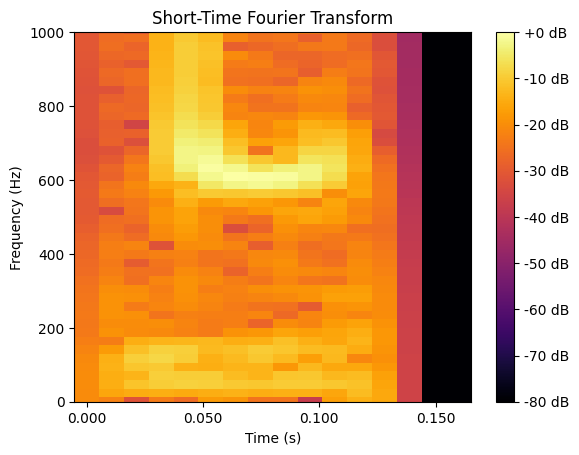 Short-Time Fourier Transform
Frequency (Hz)
1000
800
600
400
200
0
0.000
0.050
0.100
0.150
Time (s)
+0 dB
-10 dB
-20 dB
-30 dB
-40 dB
-50 dB
-60 dB
-70 dB
-80 dB